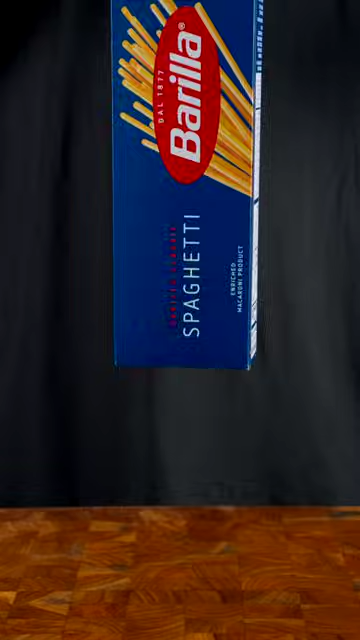 DAL 1877
Barilla®
SPAGHETTI
ENRICHED
MACARONI PRODUCT